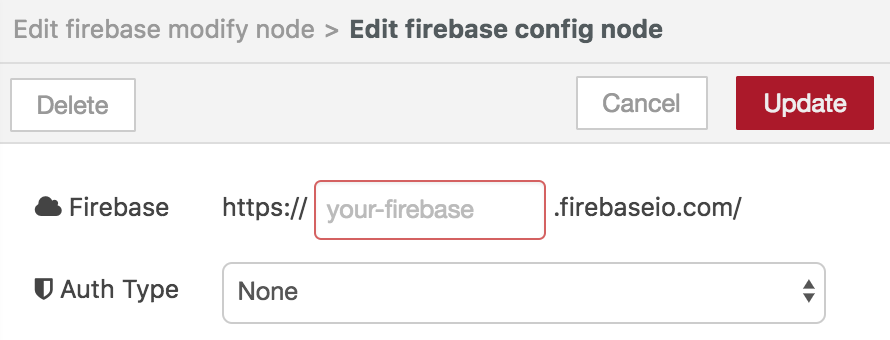 Edit firebase modify node > Edit firebase config node
Delete Cancel Update
Firebase https:// your-firebase .firebaseio.com/
Auth Type None